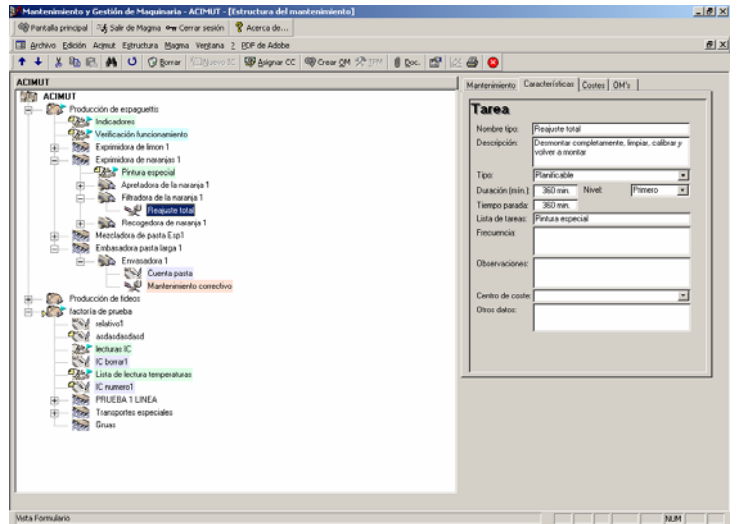 Mantenimiento y Gestión de Maquinaria - ACIMUT - [Estructura del mantenimiento]
Pantalla principal Salir de Magma Cerrar sesión Acerca de...
Archivo Edición Acimut Estructura Magma Ventana ? PDF de Adobe
Borrar Nuevo IC Asignar CC Crear OM TPM Doc.
ACIMUT
ACIMUT
Producción de espaguettis
Indicadores
Verificación funcionamiento
Exprimidora de limon 1
Exprimidora de naranjas 1
Pintura especial
Apretadora de la naranja 1
Filtradora de la naranja 1
Reajuste total
Recogedora de naranja 1
Mezcladora de pasta Esp1
Embasadora pasta larga 1
Envasadora 1
Cuenta pasta
Mantenimiento correctivo
Producción de fideos
factoria de prueba
relativo1
asdasdasdasd
lecturas IC
IC borrar1
Lista de lectura temperaturas
IC numero1
PRUEBA 1 LINEA
Transportes especiales
Gruas
Mantenimiento Características Costes OM's
Tarea
Nombre tipo: Reajuste total
Descripción: Desmontar completamente, limpiar, calibrar y
volver a montar
Tipo: Planificable
Duración (min.): 360 min. Nivel: Primero
Tiempo parada: 360 min.
Lista de tareas: Pintura especial
Frecuencia:
Observaciones:
Centro de coste:
Otros datos:
Vista Formulario NUM